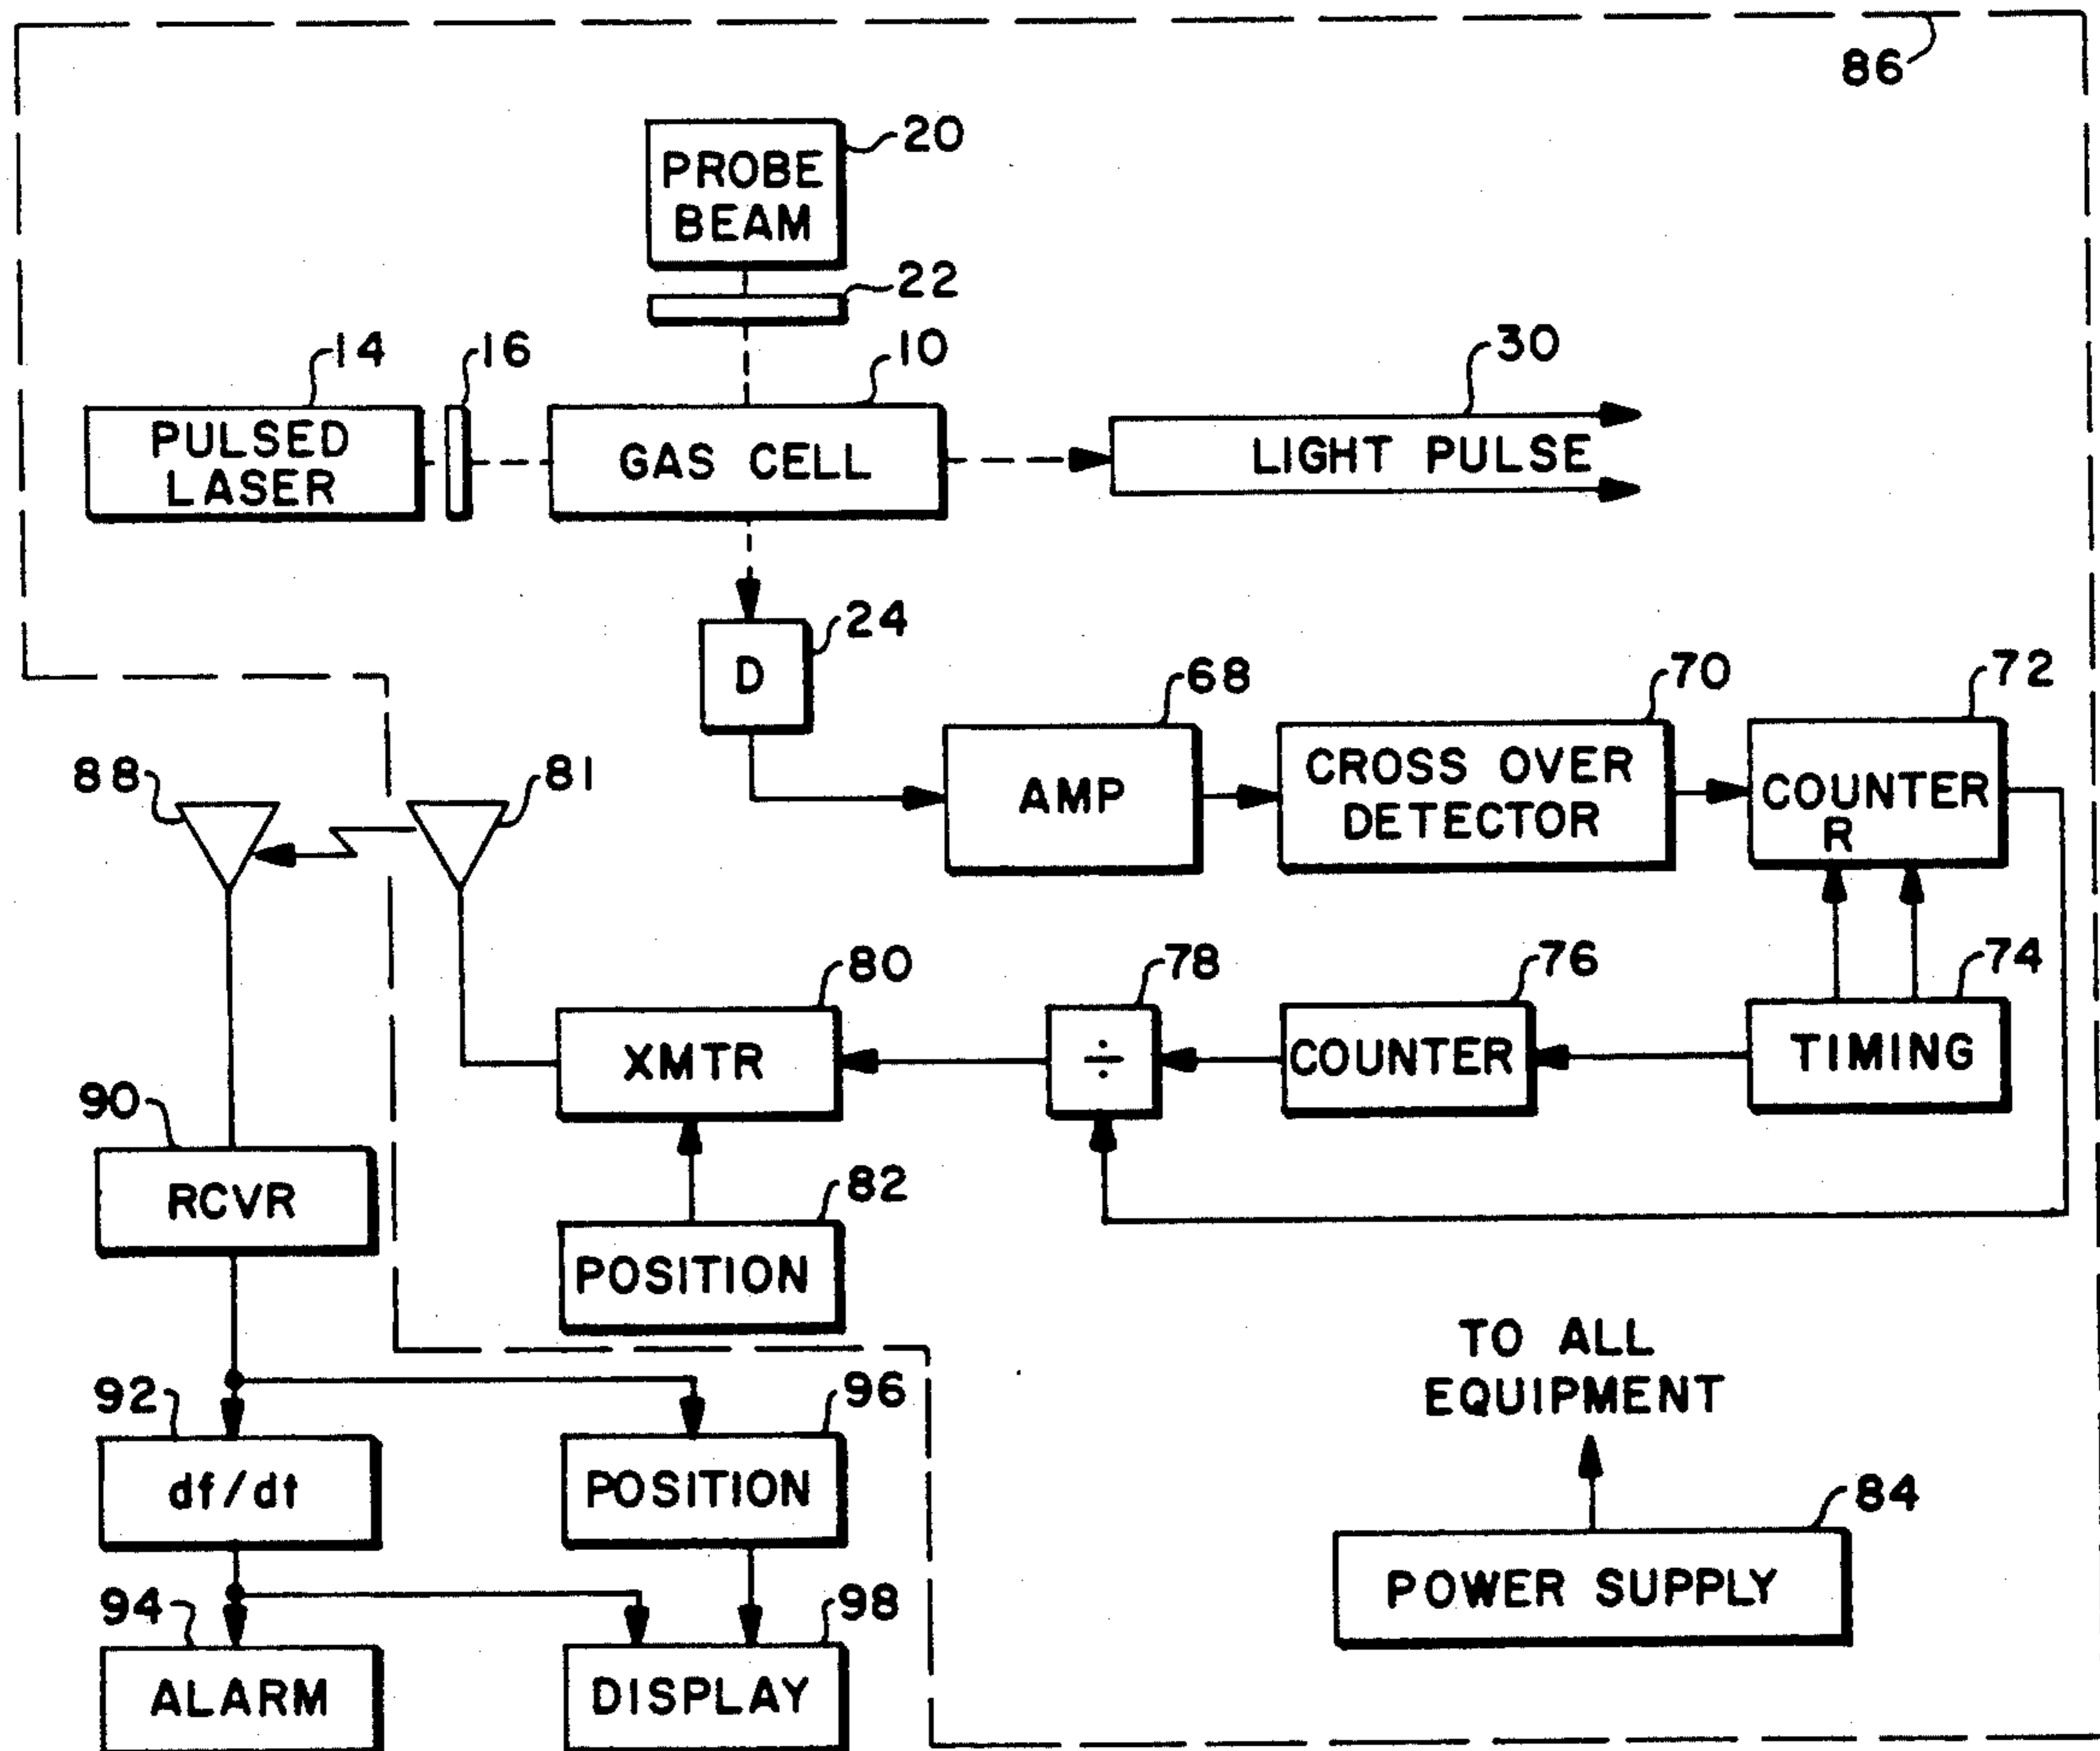 86
PROBE
BEAM
20
22
14
16
10
30
PULSED
LASER
GAS CELL
LIGHT PULSE
24
D
68
70
72
88
81
AMP
CROSS OVER
DETECTOR
COUNTER
R
80
78
76
74
XMTR
÷
COUNTER
TIMING
90
RCVR
82
POSITION
TO ALL
EQUIPMENT
92
96
df/dt
POSITION
84
POWER SUPPLY
94
98
ALARM
DISPLAY